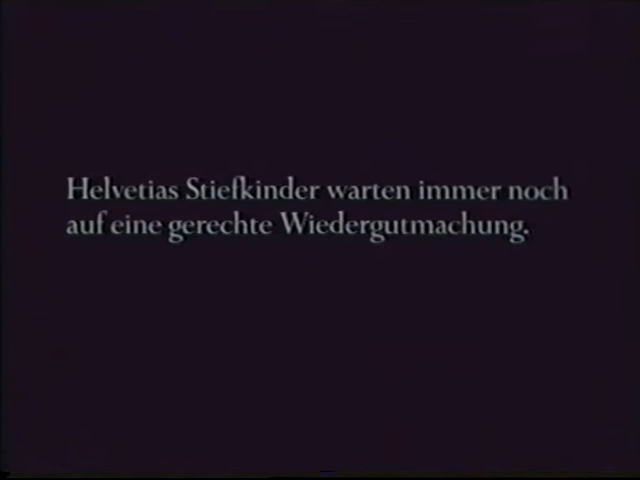 Helvetias Stiefkinder warten immer noch
auf eine gerechte Wiedergutmachung.